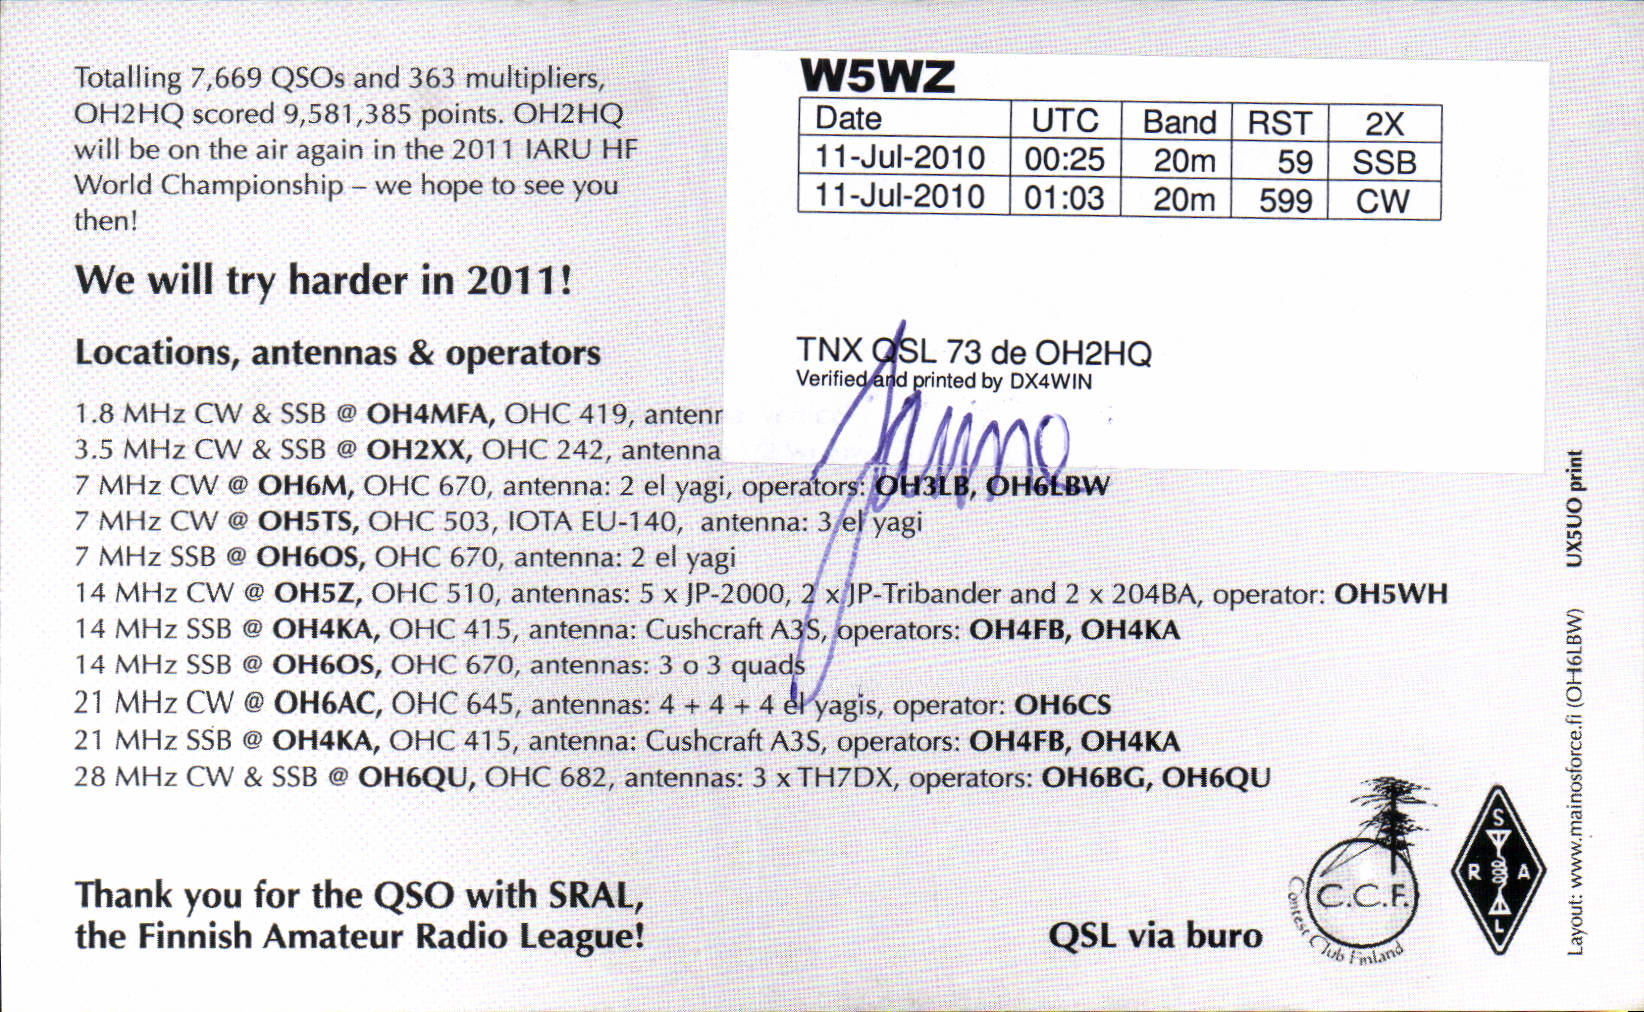 Totalling 7,669 QSOs and 363 multipliers,
OH2HQ scored 9,581,385 points. OH2HQ
will be on the air again in the 2011 IARU HF
World Championship – we hope to see you
then!
We will try harder in 2011!
W5WZ
Date UTC Band RST 2X
11-Jul-2010 00:25 20m 59 SSB
11-Jul-2010 01:03 20m 599 CW
TNX QSL 73 de OH2HQ
Verified and printed by DX4WIN
Locations, antennas & operators
1.8 MHz CW & SSB @ OH4MFA, OHC 419, antenn
3.5 MHz CW & SSB @ OH2XX, OHC 242, antenna
7 MHz CW @ OH6M, OHC 670, antenna: 2 el yagi, operators: OH3LB, OH6LBW
7 MHz CW @ OH5TS, OHC 503, IOTA EU-140, antenna: 3 el yagi
7 MHz SSB @ OH6OS, OHC 670, antenna: 2 el yagi
14 MHz CW @ OH5Z, OHC 510, antennas: 5 x JP-2000, 2 x JP-Tribander and 2 x 204BA, operator: OH5WH
14 MHz SSB @ OH4KA, OHC 415, antenna: Cushcraft A3S, operators: OH4FB, OH4KA
14 MHz SSB @ OH6OS, OHC 670, antennas: 3 o 3 quads
21 MHz CW @ OH6AC, OHC 645, antennas: 4 + 4 + 4 el yagis, operator: OH6CS
21 MHz SSB @ OH4KA, OHC 415, antenna: Cushcraft A3S, operators: OH4FB, OH4KA
28 MHz CW & SSB @ OH6QU, OHC 682, antennas: 3 x TH7DX, operators: OH6BG, OH6QU
Thank you for the QSO with SRAL,
the Finnish Amateur Radio League!
QSL via buro
C.C.F.
Contest Club Finland
S
R A
L
Layout: www.mainosforce.fi (OH6LBW) UX5UO print